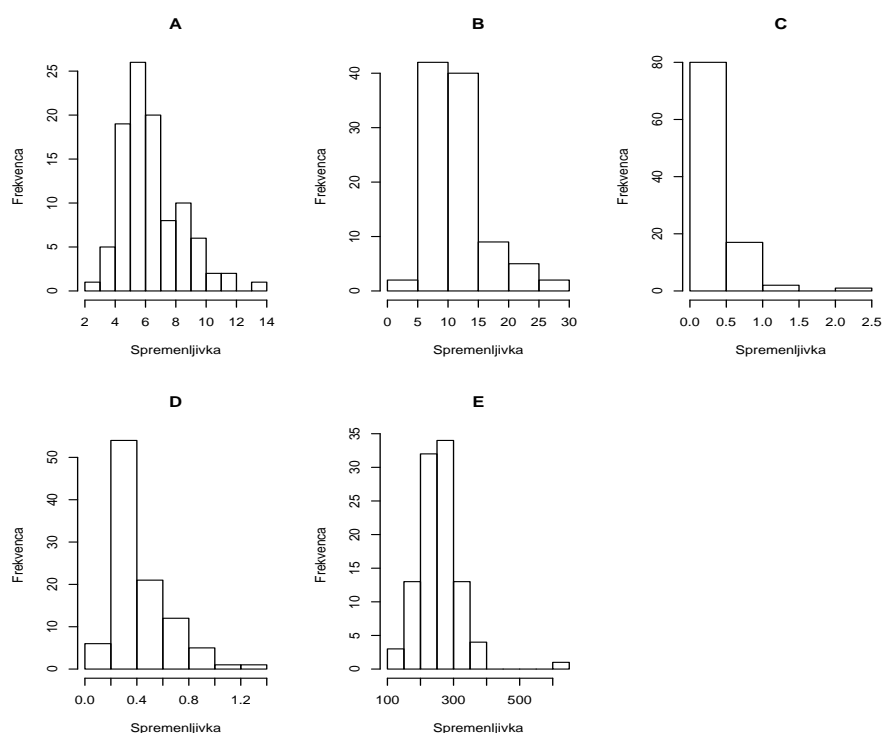 A
Frekvenca
0 5 10 15 20 25
2 4 6 8 10 12 14
Spremenljivka
B
Frekvenca
0 10 20 30 40
0 5 10 15 20 25 30
Spremenljivka
C
Frekvenca
0 20 40 60 80
0.0 0.5 1.0 1.5 2.0 2.5
Spremenljivka
D
Frekvenca
0 10 20 30 40 50
0.0 0.4 0.8 1.2
Spremenljivka
E
Frekvenca
0 5 10 15 20 25 30 35
100 300 500
Spremenljivka